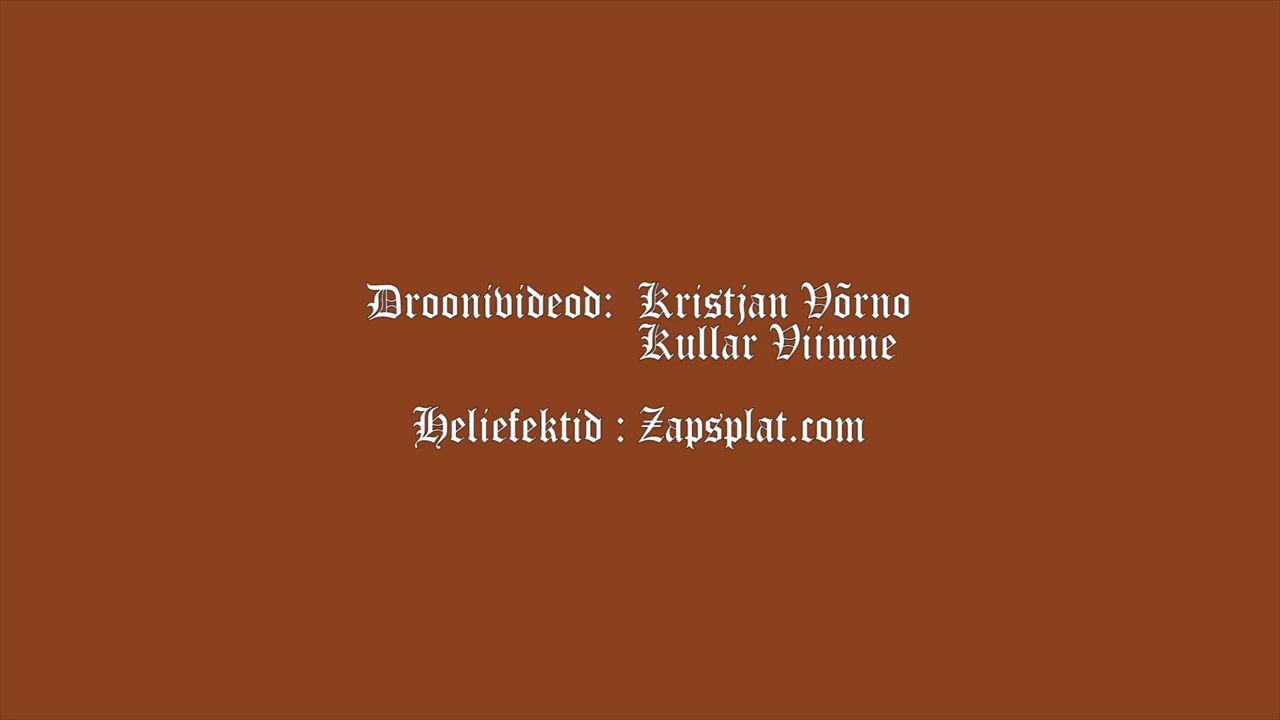 Droonivideod: Kristjan Võrno
Kullar Viimne
Heliefektid : Zapsplat.com